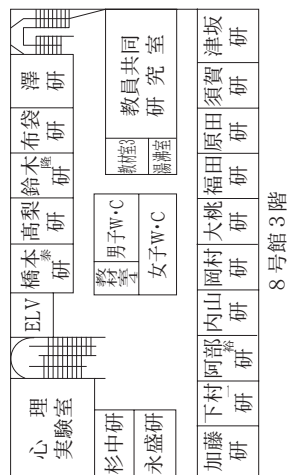 澤研
布袋研
鈴木隆研
髙梨研
橋本泰研
ELV
心理実験室
教員共同研究室
教材室3
湯沸室
男子W・C
教材室4
女子W・C
杉中研
永盛研
津坂研
須賀研
原田研
福田研
大桃研
岡村研
内山研
阿部裕研
下村一研
加藤研
8号館3階